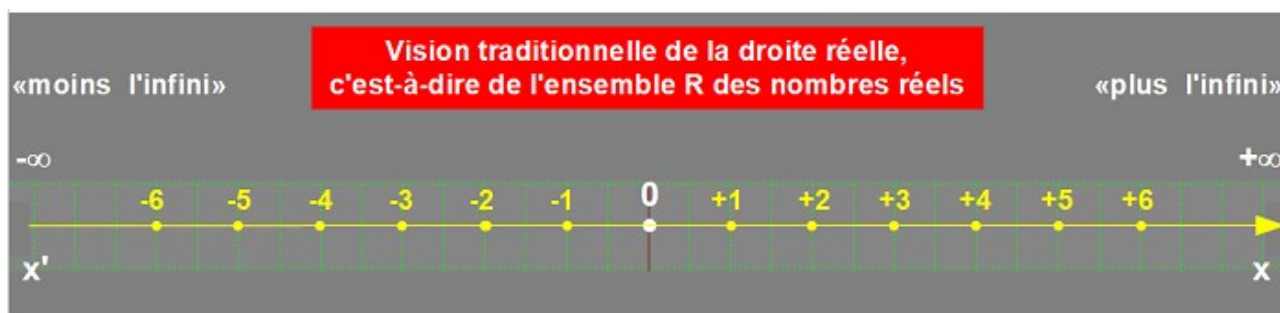 Vision traditionnelle de la droite réelle,
c'est-à-dire de l'ensemble R des nombres réels
«moins l'infini»
«plus l'infini»
-∞
+∞
-6 -5 -4 -3 -2 -1 0 +1 +2 +3 +4 +5 +6
x' x